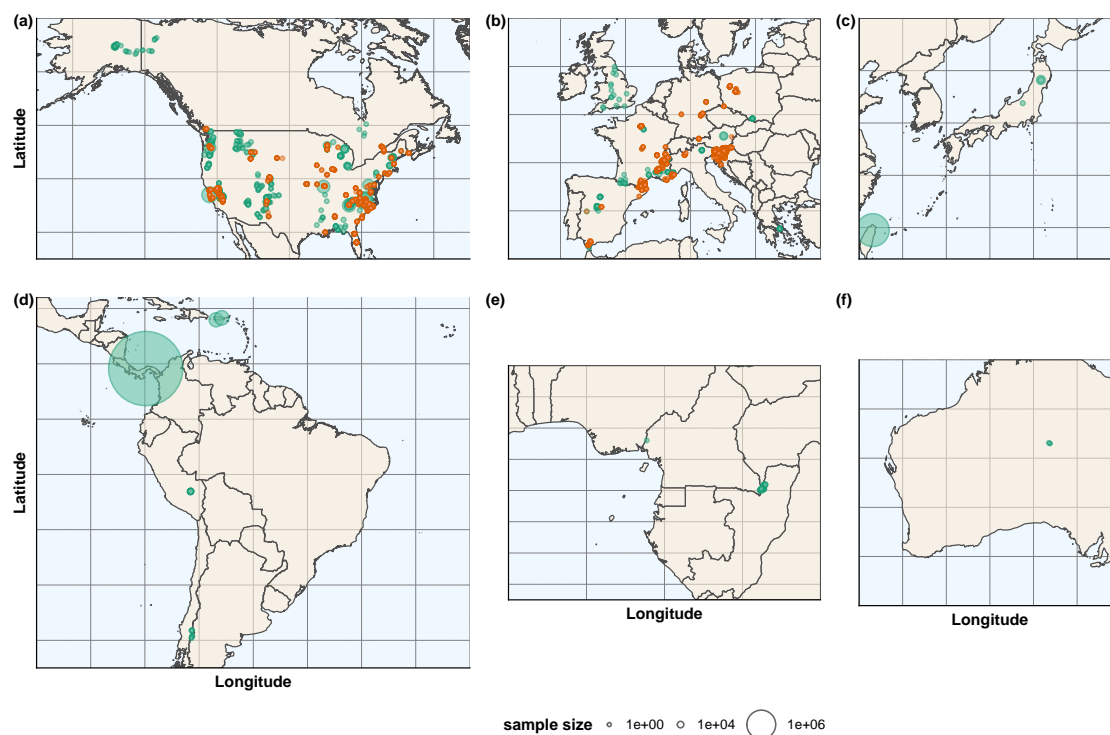 (a)
(b)
(c)
Latitude
(d)
(e)
(f)
Latitude
Longitude
Longitude
Longitude
sample size 1e+00 1e+04 1e+06